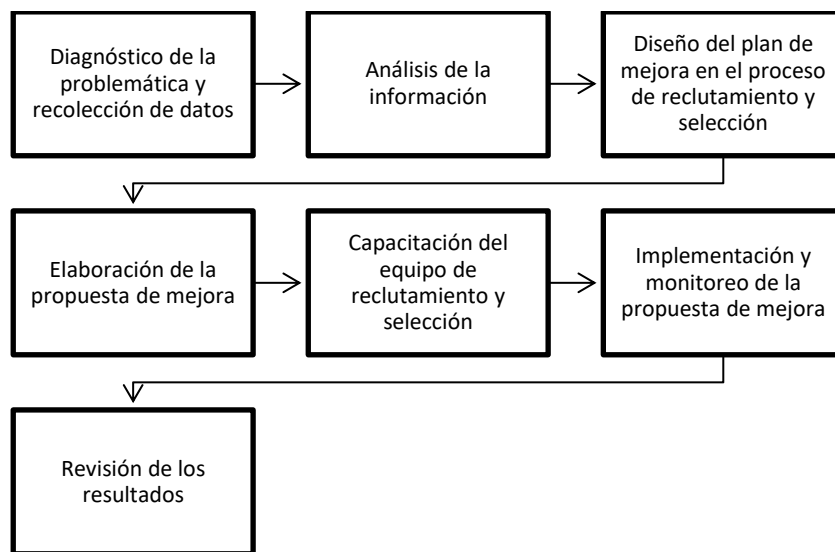 Diagnóstico de la
problemática y
recolección de datos
Análisis de la
información
Diseño del plan de
mejora en el proceso
de reclutamiento y
selección
Elaboración de la
propuesta de mejora
Capacitación del
equipo de
reclutamiento y
selección
Implementación y
monitoreo de la
propuesta de mejora
Revisión de los
resultados